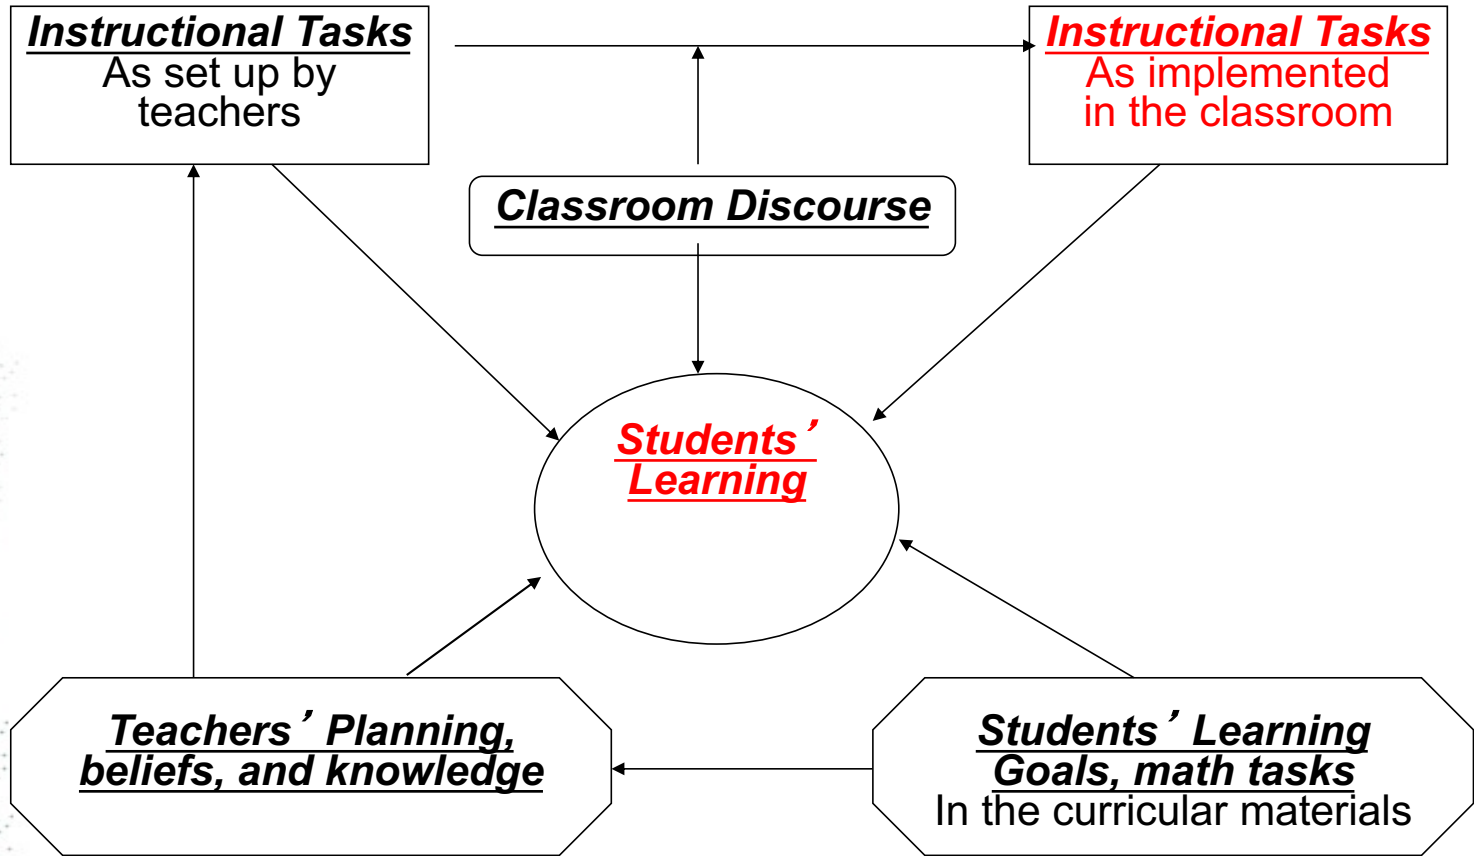 Instructional Tasks
As set up by
teachers
Instructional Tasks
As implemented
in the classroom
Classroom Discourse
Students’
Learning
Teachers’ Planning,
beliefs, and knowledge
Students’ Learning
Goals, math tasks
In the curricular materials